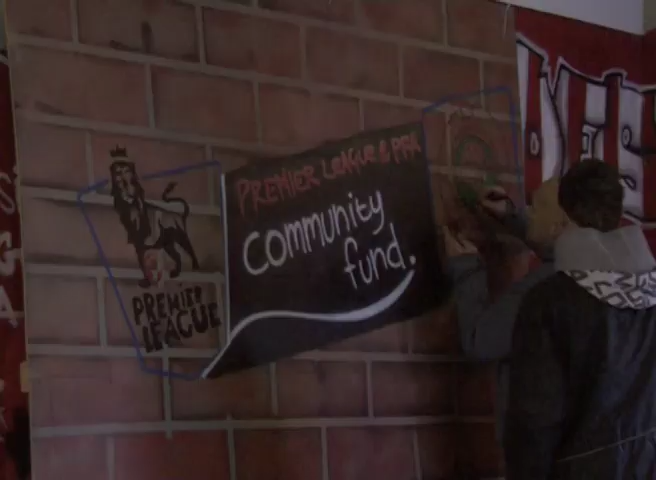 PREMIER LEAGUE & PFA
Community
fund.
PREMIER
LEAGUE